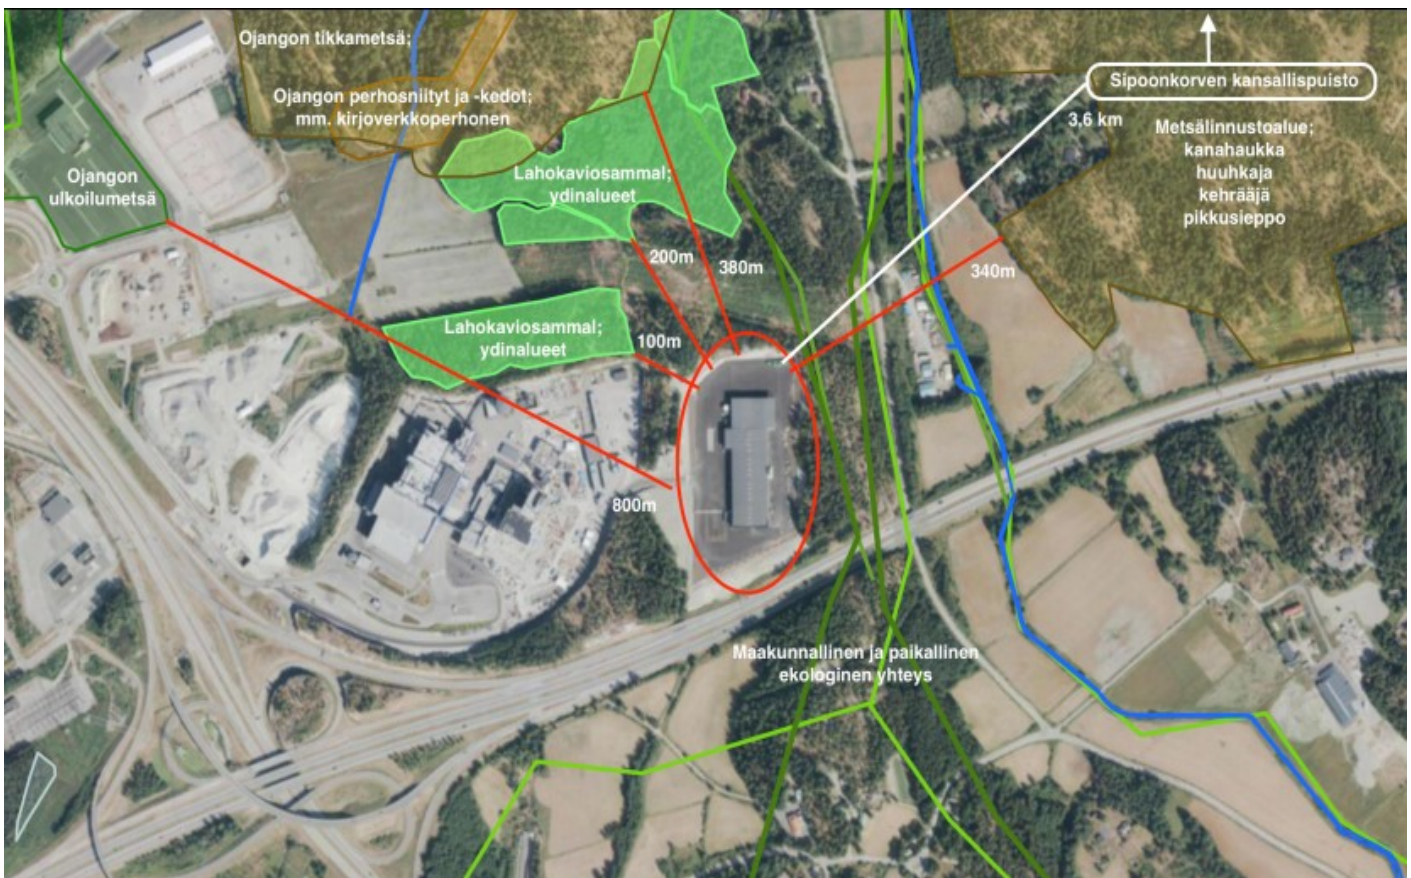 Ojangon tikkametsä;
Ojangon perhosniityt ja -kedot;
mm. kirjoverkkoperhonen
Sipoonkorven kansallispuisto
3,6 km
Metsälinnustoalue;
kanahaukka
huuhkaja
kehrääjä
pikkusieppo
Ojangon
ulkoilumetsä
Lahokaviosammal;
ydinalueet
200m
380m
340m
Lahokaviosammal;
ydinalueet
100m
800m
Maakunnallinen ja paikallinen
ekologinen yhteys